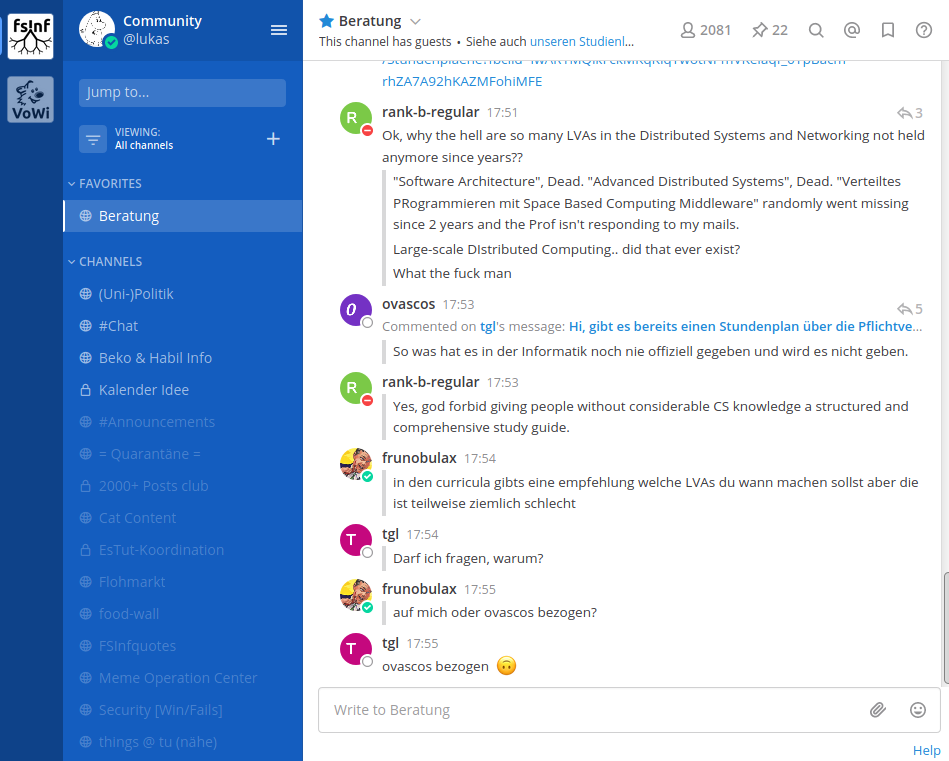 fs:nf
VoWi
Community
@lukas
Jump to...
VIEWING:
All channels
FAVORITES
Beratung
CHANNELS
(Uni-)Politik
#Chat
Beko & Habil Info
Kalender Idee
#Announcements
= Quarantäne =
2000+ Posts club
Cat Content
EsTut-Koordination
Flohmarkt
food-wall
FSInfquotes
Meme Operation Center
Security [Win/Fails]
things @ tu (nähe)
Beratung
This channel has guests • Siehe auch unseren Studienl...
2081
22
rhZA7A92hKAZMFohiMFE
R
rank-b-regular 17:51
3
Ok, why the hell are so many LVAs in the Distributed Systems and Networking not held
anymore since years??
"Software Architecture", Dead. "Advanced Distributed Systems", Dead. "Verteiltes
PRogrammieren mit Space Based Computing Middleware" randomly went missing
since 2 years and the Prof isn't responding to my mails.
Large-scale DIstributed Computing.. did that ever exist?
What the fuck man
O
ovascos 17:53
5
Commented on tgl's message: Hi, gibt es bereits einen Stundenplan über die Pflichtve...
So was hat es in der Informatik noch nie offiziell gegeben und wird es nicht geben.
R
rank-b-regular 17:53
Yes, god forbid giving people without considerable CS knowledge a structured and
comprehensive study guide.
frunobulax 17:54
in den curricula gibts eine empfehlung welche LVAs du wann machen sollst aber die
ist teilweise ziemlich schlecht
T
tgl 17:54
Darf ich fragen, warum?
frunobulax 17:55
auf mich oder ovascos bezogen?
T
tgl 17:55
ovascos bezogen 🙃
Write to Beratung
Help